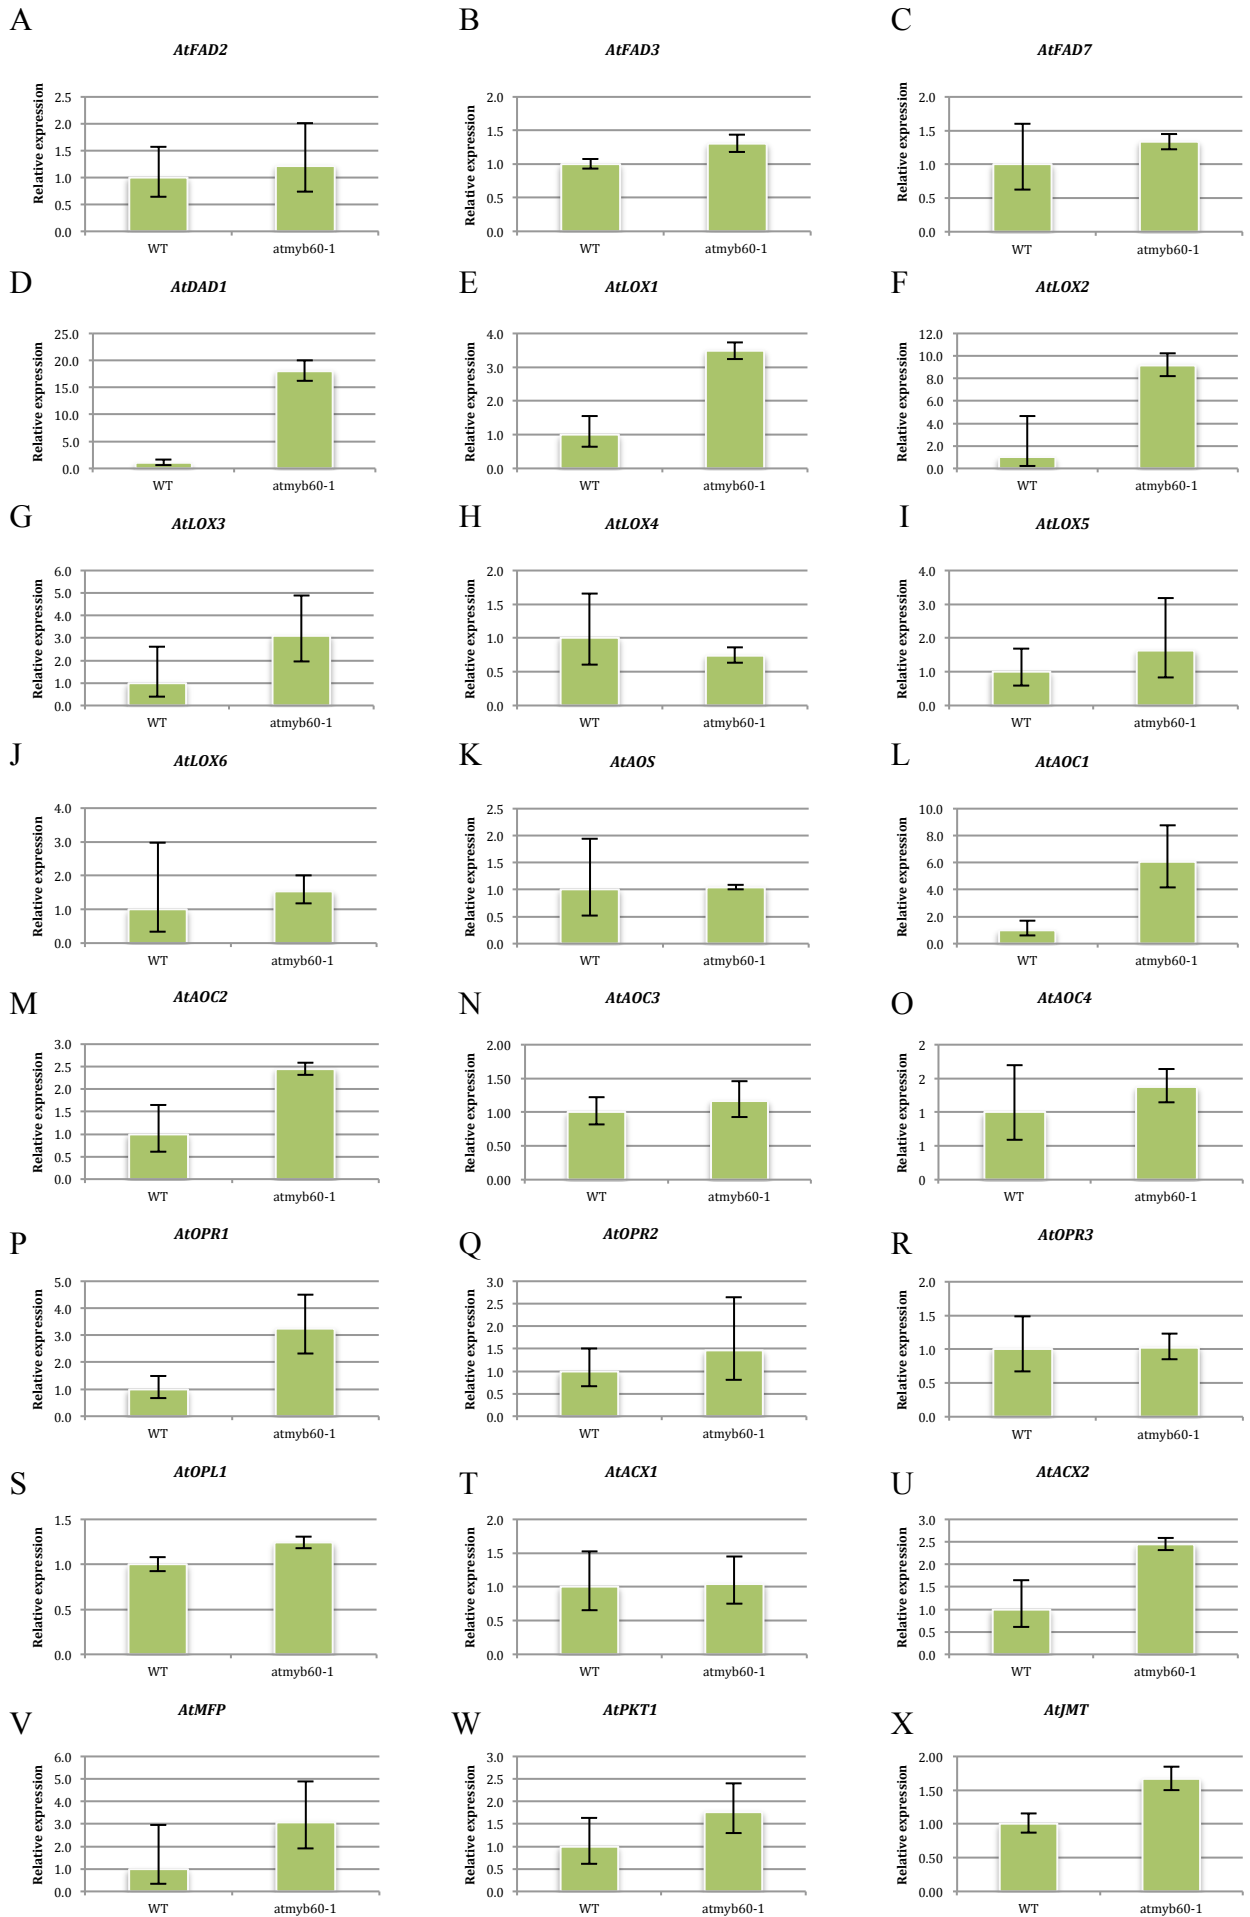 A
AtFAD2
Relative expression
2.5
2.0
1.5
1.0
0.5
0.0
WT
atmyb60-1
B
AtFAD3
Relative expression
2.0
1.5
1.0
0.5
0.0
WT
atmyb60-1
C
AtFAD7
Relative expression
2.0
1.5
1.0
0.5
0.0
WT
atmyb60-1
D
AtDAD1
Relative expression
25.0
20.0
15.0
10.0
5.0
0.0
WT
atmyb60-1
E
AtLOX1
Relative expression
4.0
3.0
2.0
1.0
0.0
WT
atmyb60-1
F
AtLOX2
Relative expression
12.0
10.0
8.0
6.0
4.0
2.0
0.0
WT
atmyb60-1
G
AtLOX3
Relative expression
6.0
5.0
4.0
3.0
2.0
1.0
0.0
WT
atmyb60-1
H
AtLOX4
Relative expression
2.0
1.5
1.0
0.5
0.0
WT
atmyb60-1
I
AtLOX5
Relative expression
4.0
3.0
2.0
1.0
0.0
WT
atmyb60-1
J
AtLOX6
Relative expression
4.0
3.0
2.0
1.0
0.0
WT
atmyb60-1
K
AtAOS
Relative expression
2.5
2.0
1.5
1.0
0.5
0.0
WT
atmyb60-1
L
AtAOC1
Relative expression
10.0
8.0
6.0
4.0
2.0
0.0
WT
atmyb60-1
M
AtAOC2
Relative expression
3.0
2.5
2.0
1.5
1.0
0.5
0.0
WT
atmyb60-1
N
AtAOC3
Relative expression
2.00
1.50
1.00
0.50
0.00
WT
atmyb60-1
O
AtAOC4
Relative expression
2
2
1
1
0
WT
atmyb60-1
P
AtOPR1
Relative expression
5.0
4.0
3.0
2.0
1.0
0.0
WT
atmyb60-1
Q
AtOPR2
Relative expression
3.0
2.5
2.0
1.5
1.0
0.5
0.0
WT
atmyb60-1
R
AtOPR3
Relative expression
2.0
1.5
1.0
0.5
0.0
WT
atmyb60-1
S
AtOPL1
Relative expression
1.5
1.0
0.5
0.0
WT
atmyb60-1
T
AtACX1
Relative expression
2.0
1.5
1.0
0.5
0.0
WT
atmyb60-1
U
AtACX2
Relative expression
3.0
2.5
2.0
1.5
1.0
0.5
0.0
WT
atmyb60-1
V
AtMFP
Relative expression
6.0
5.0
4.0
3.0
2.0
1.0
0.0
WT
atmyb60-1
W
AtPKT1
Relative expression
3.0
2.5
2.0
1.5
1.0
0.5
0.0
WT
atmyb60-1
X
AtJMT
Relative expression
2.00
1.50
1.00
0.50
0.00
WT
atmyb60-1